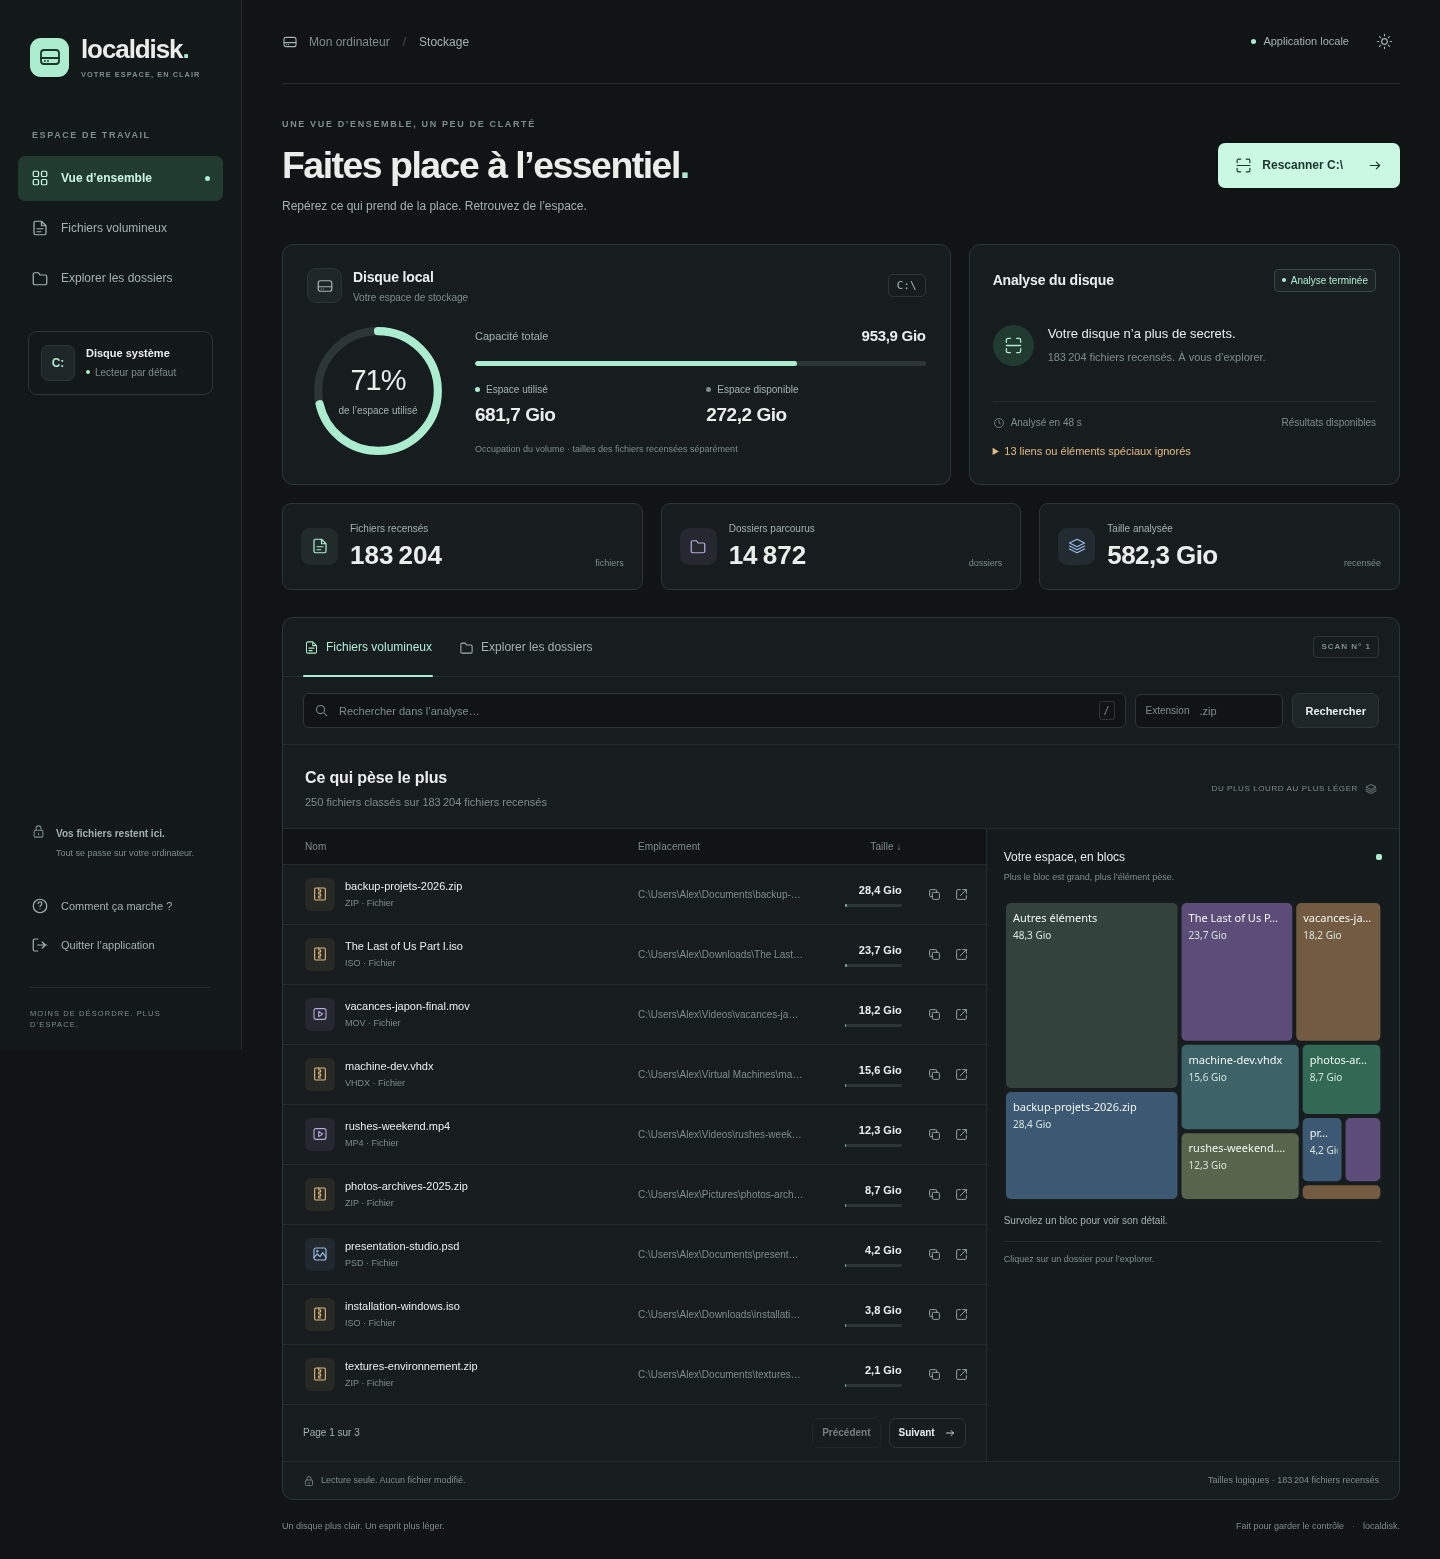 localdisk.
VOTRE ESPACE, EN CLAIR
ESPACE DE TRAVAIL
Vue d’ensemble
Fichiers volumineux
Explorer les dossiers
C:
Disque système
Lecteur par défaut
Vos fichiers restent ici.
Tout se passe sur votre ordinateur.
Comment ça marche ?
Quitter l’application
MOINS DE DÉSORDRE. PLUS
D’ESPACE.
Mon ordinateur / Stockage
Application locale
UNE VUE D’ENSEMBLE, UN PEU DE CLARTÉ
Faites place à l’essentiel.
Repérez ce qui prend de la place. Retrouvez de l’espace.
Rescanner C:\
Disque local
Votre espace de stockage
C:\
71%
de l’espace utilisé
Capacité totale 953,9 Gio
Espace utilisé
681,7 Gio
Espace disponible
272,2 Gio
Occupation du volume · tailles des fichiers recensées séparément
Analyse du disque
Analyse terminée
Votre disque n’a plus de secrets.
183 204 fichiers recensés. À vous d’explorer.
Analysé en 48 s
Résultats disponibles
13 liens ou éléments spéciaux ignorés
Fichiers recensés
183 204
fichiers
Dossiers parcourus
14 872
dossiers
Taille analysée
582,3 Gio
recensée
Fichiers volumineux
Explorer les dossiers
SCAN N° 1
Rechercher dans l’analyse…
/
Extension .zip
Rechercher
Ce qui pèse le plus
250 fichiers classés sur 183 204 fichiers recensés
DU PLUS LOURD AU PLUS LÉGER
Nom Emplacement Taille ↓
backup-projets-2026.zip
ZIP · Fichier
C:\Users\Alex\Documents\backup-…
28,4 Gio
The Last of Us Part I.iso
ISO · Fichier
C:\Users\Alex\Downloads\The Last…
23,7 Gio
vacances-japon-final.mov
MOV · Fichier
C:\Users\Alex\Videos\vacances-ja…
18,2 Gio
machine-dev.vhdx
VHDX · Fichier
C:\Users\Alex\Virtual Machines\ma…
15,6 Gio
rushes-weekend.mp4
MP4 · Fichier
C:\Users\Alex\Videos\rushes-week…
12,3 Gio
photos-archives-2025.zip
ZIP · Fichier
C:\Users\Alex\Pictures\photos-arch…
8,7 Gio
presentation-studio.psd
PSD · Fichier
C:\Users\Alex\Documents\present…
4,2 Gio
installation-windows.iso
ISO · Fichier
C:\Users\Alex\Downloads\installati…
3,8 Gio
textures-environnement.zip
ZIP · Fichier
C:\Users\Alex\Documents\textures…
2,1 Gio
Page 1 sur 3
Précédent
Suivant
Votre espace, en blocs
Plus le bloc est grand, plus l’élément pèse.
Autres éléments
48,3 Gio
The Last of Us P…
23,7 Gio
vacances-ja…
18,2 Gio
machine-dev.vhdx
15,6 Gio
photos-ar…
8,7 Gio
backup-projets-2026.zip
28,4 Gio
rushes-weekend.…
12,3 Gio
pr…
4,2 Gi
Survolez un bloc pour voir son détail.
Cliquez sur un dossier pour l’explorer.
Lecture seule. Aucun fichier modifié.
Tailles logiques · 183 204 fichiers recensés
Un disque plus clair. Un esprit plus léger.
Fait pour garder le contrôle · localdisk.